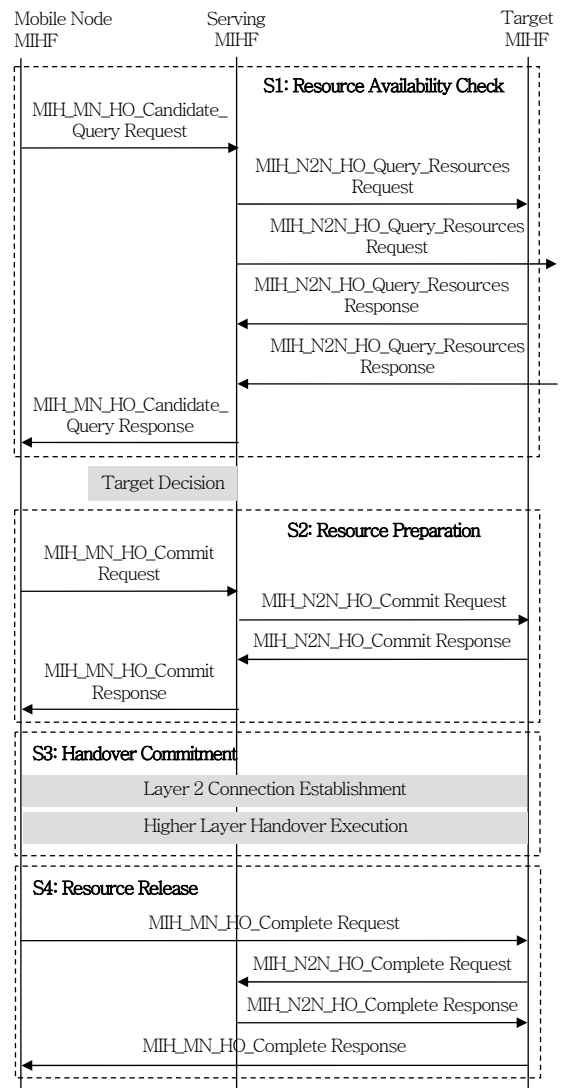 Mobile Node
MIHF
Serving
MIHF
Target
MIHF
S1: Resource Availability Check
MIH_MN_HO_Candidate_
Query Request
MIH_N2N_HO_Query_Resources
Request
MIH_N2N_HO_Query_Resources
Request
MIH_N2N_HO_Query_Resources
Response
MIH_N2N_HO_Query_Resources
Response
MIH_MN_HO_Candidate_
Query Response
Target Decision
S2: Resource Preparation
MIH_MN_HO_Commit
Request
MIH_N2N_HO_Commit Request
MIH_N2N_HO_Commit Response
MIH_MN_HO_Commit
Response
S3: Handover Commitment
Layer 2 Connection Establishment
Higher Layer Handover Execution
S4: Resource Release
MIH_MN_HO_Complete Request
MIH_N2N_HO_Complete Request
MIH_N2N_HO_Complete Response
MIH_MN_HO_Complete Response